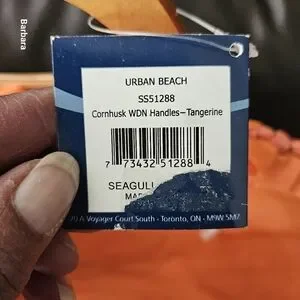 Barbara
URBAN BEACH
SS51288
Cornhusk WDN Handles—Tangerine
7 73432 51288 4
SEAGULL
A Voyager Court South - Toronto, ON - M9W 5M7